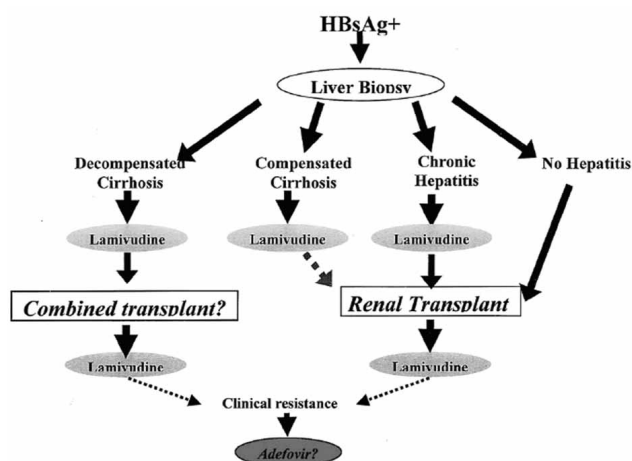 HBsAg+
Liver Biopsy
Decompensated
Cirrhosis
Compensated
Cirrhosis
Chronic
Hepatitis
No Hepatitis
Lamivudine
Lamivudine
Lamivudine
Combined transplant?
Renal Transplant
Lamivudine
Lamivudine
Clinical resistance
Adefovir?